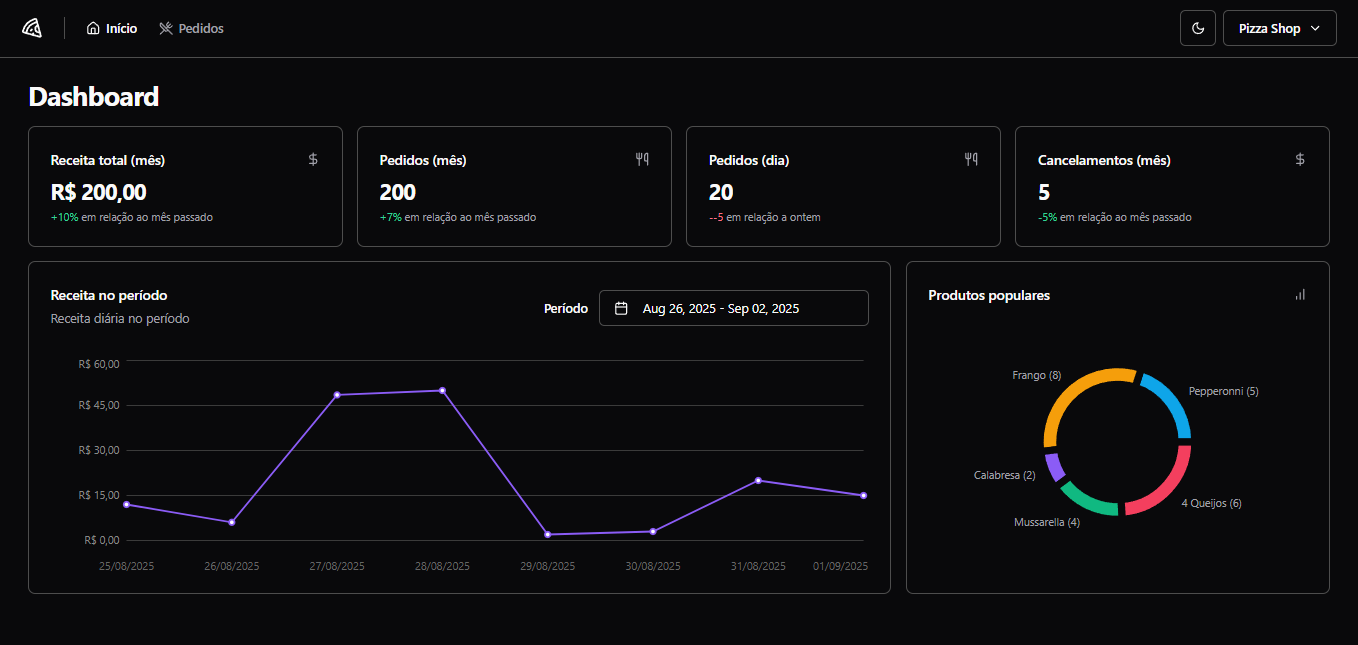 Início
Pedidos
Pizza Shop
Dashboard
Receita total (mês)
R$ 200,00
+10% em relação ao mês passado
Pedidos (mês)
200
+7% em relação ao mês passado
Pedidos (dia)
20
--5 em relação a ontem
Cancelamentos (mês)
5
-5% em relação ao mês passado
Receita no período
Receita diária no período
Período
Aug 26, 2025 - Sep 02, 2025
R$ 60,00
R$ 45,00
R$ 30,00
R$ 15,00
R$ 0,00
25/08/2025
26/08/2025
27/08/2025
28/08/2025
29/08/2025
30/08/2025
31/08/2025
01/09/2025
Produtos populares
Frango (8)
Pepperonni (5)
Calabresa (2)
4 Queijos (6)
Mussarella (4)